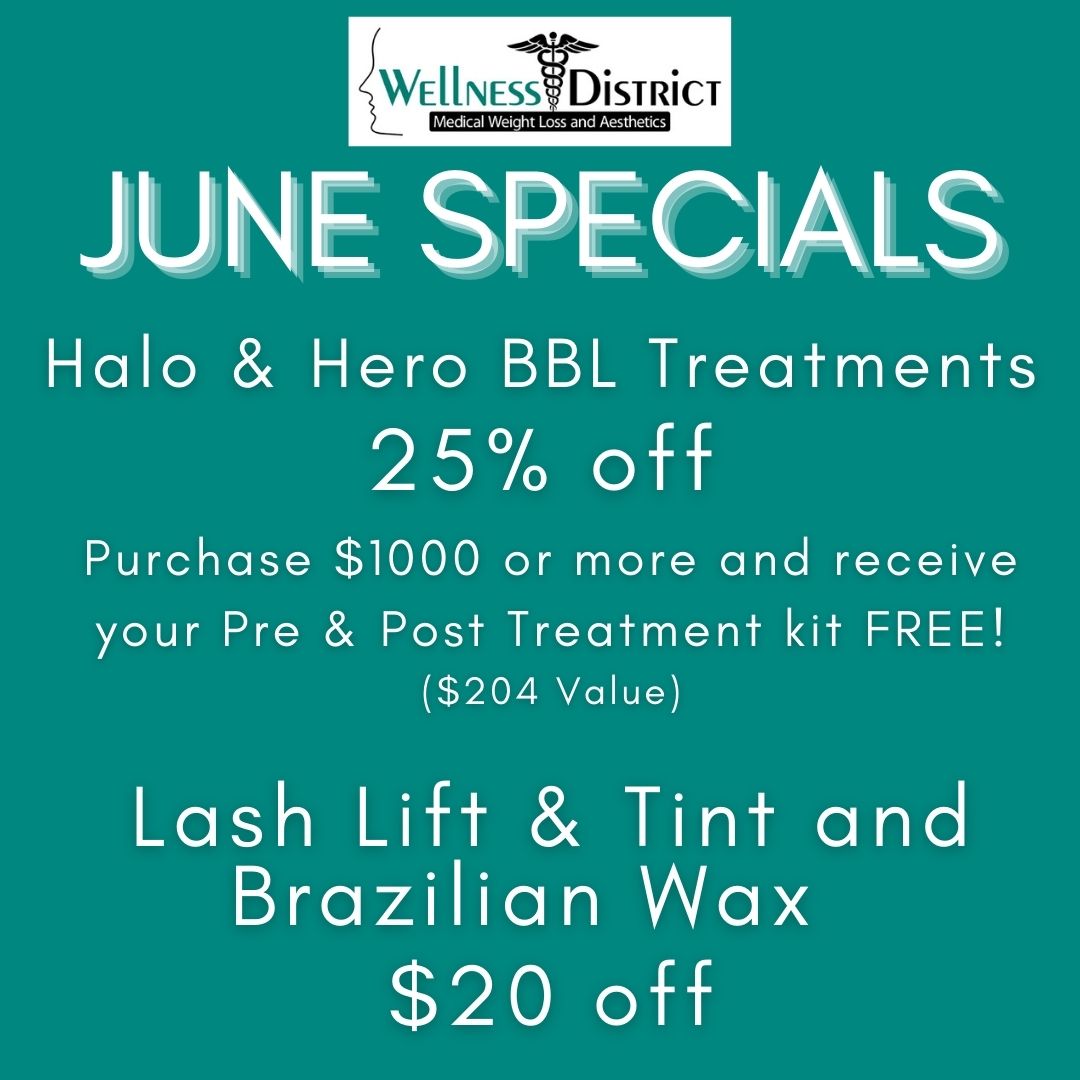 WELLNESS DISTRICT
Medical Weight Loss and Aesthetics
JUNE SPECIALS
Halo & Hero BBL Treatments
25% off
Purchase $1000 or more and receive
your Pre & Post Treatment kit FREE!
($204 Value)
Lash Lift & Tint and
Brazilian Wax
$20 off